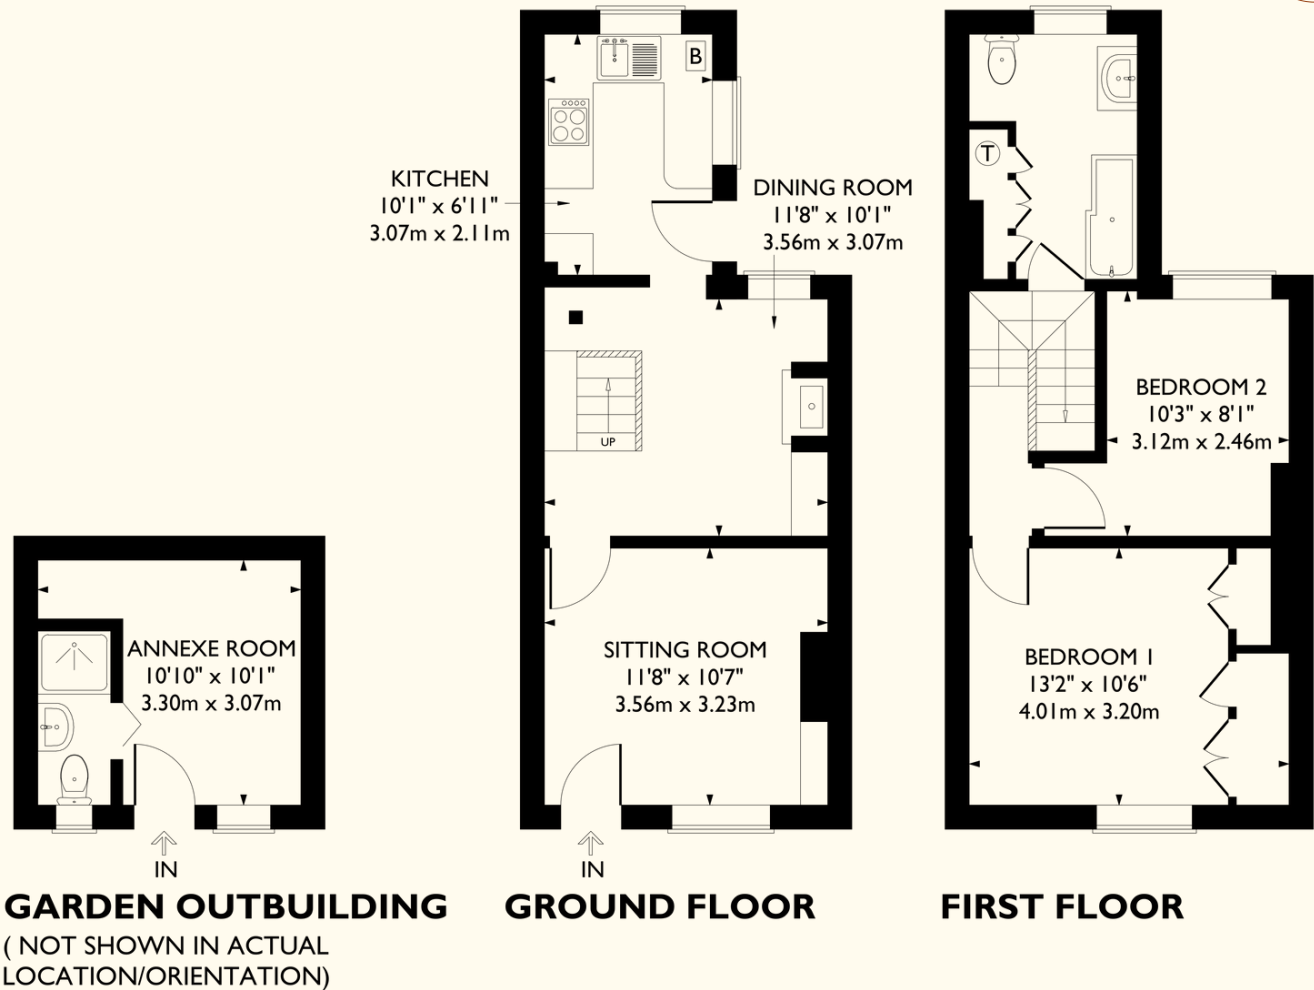 B
KITCHEN
10'1" x 6'11"
3.07m x 2.11m
DINING ROOM
11'8" x 10'1"
3.56m x 3.07m
UP
SITTING ROOM
11'8" x 10'7"
3.56m x 3.23m
IN
GROUND FLOOR
T
BEDROOM 2
10'3" x 8'1"
3.12m x 2.46m
BEDROOM 1
13'2" x 10'6"
4.01m x 3.20m
FIRST FLOOR
ANNEXE ROOM
10'10" x 10'1"
3.30m x 3.07m
IN
GARDEN OUTBUILDING
( NOT SHOWN IN ACTUAL
LOCATION/ORIENTATION)